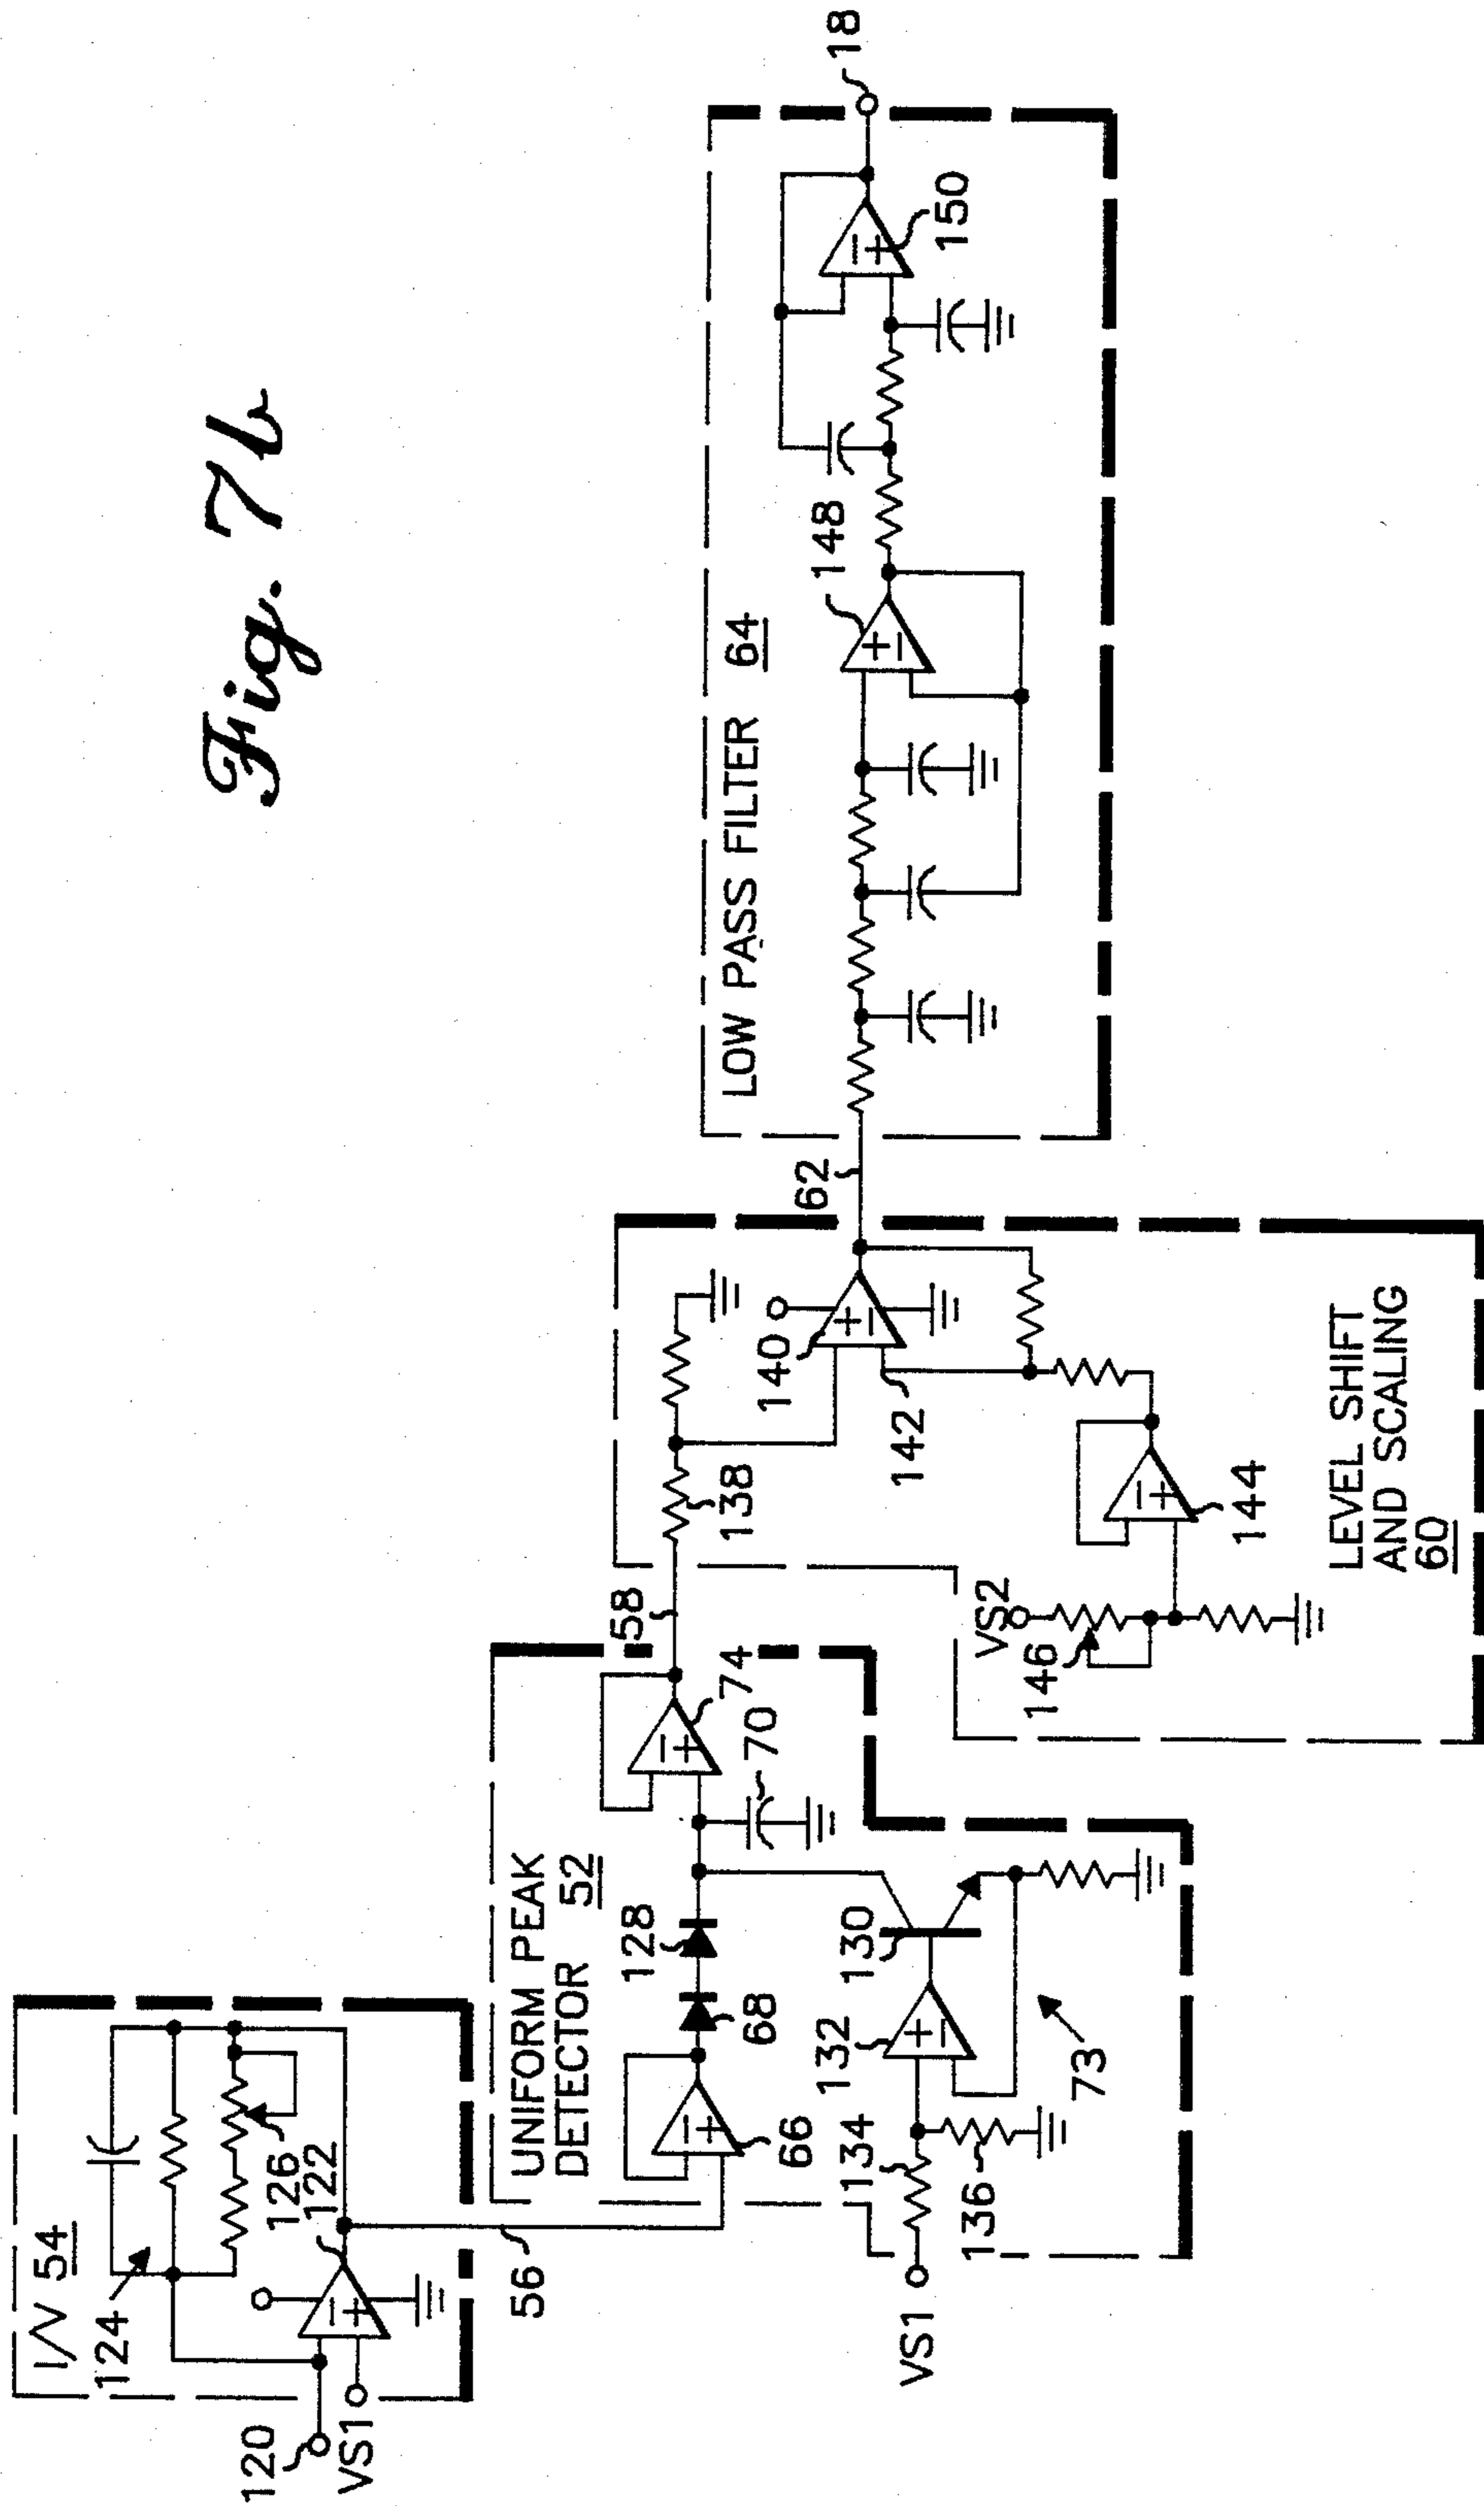 Fig. 7b
I/V 54
124
126
122
120
VS1
56
UNIFORM PEAK
DETECTOR 52
128
68
66
74
70
58
130
132
134
136
73
VS1
138
140
142
62
VS2
146
144
LEVEL SHIFT
AND SCALING
60
LOW PASS FILTER 64
148
150
18